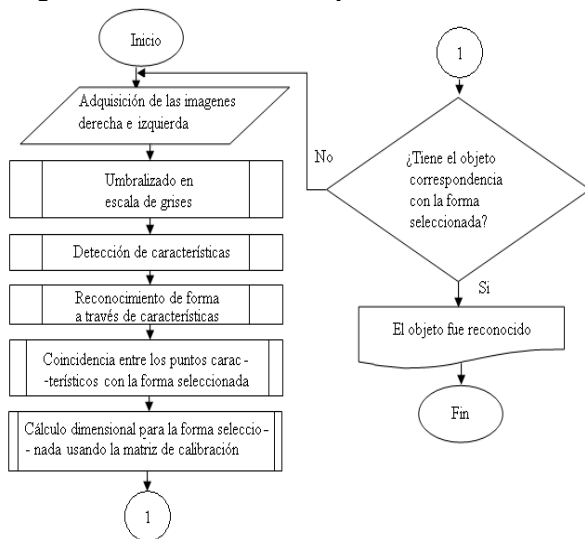 Inicio
Adquisición de las imagenes
derecha e izquierda
Umbralizado en
escala de grises
Detección de características
Reconocimiento de forma
a través de características
Coincidencia entre los puntos carac -
-terísticos con la forma seleccionada
Cálculo dimensional para la forma seleccio-
- nada usando la matriz de calibración
1
1
¿Tiene el objeto
correspondencia
con la forma
seleccionada?
No
Si
El objeto fue reconocido
Fin